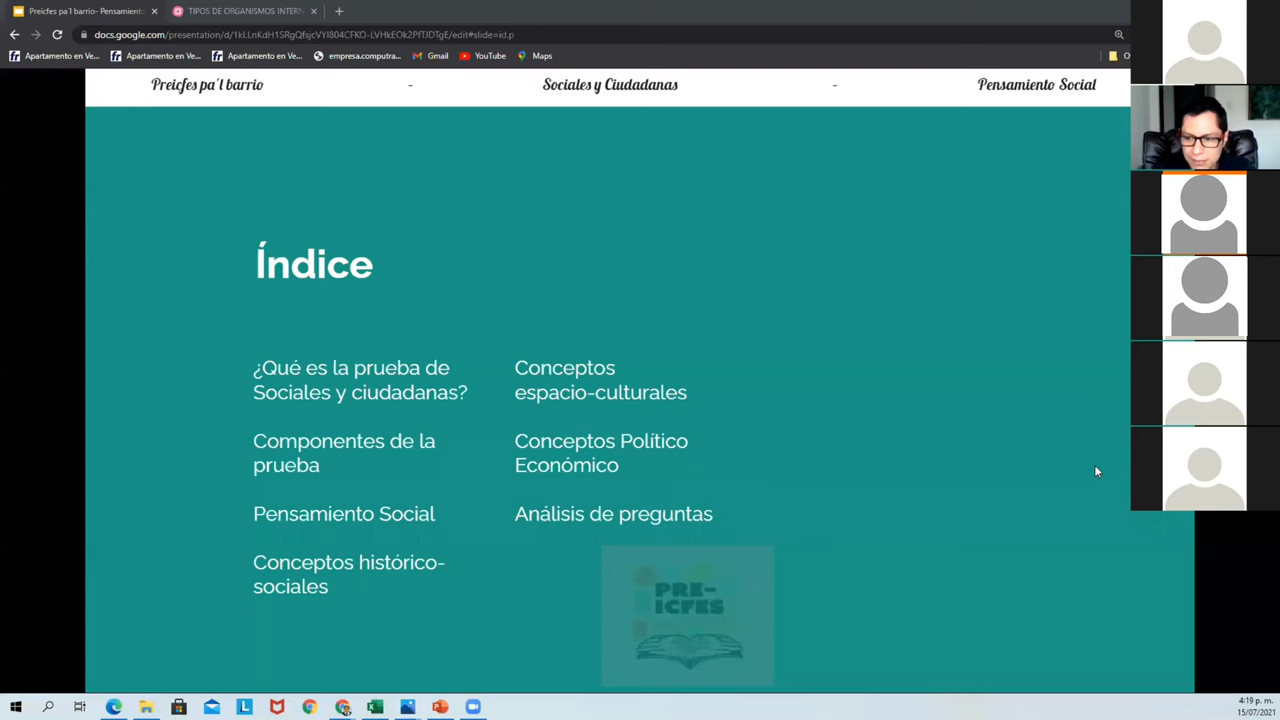 Preicfes pa'l barrio- Pensamiento
TIPOS DE ORGANISMOS INTERN
docs.google.com/presentation/d/1kLLnKdH1SRgQfsjcVYI804CFKO-LVHkEOk2PfTJDTgE/edit#slide=id.p
Apartamento en Ve...
Apartamento en Ve...
Apartamento en Ve...
empresa.computra...
Gmail
YouTube
Maps
Preicfes pa'l barrio - Sociales y Ciudadanas - Pensamiento Social
Índice
¿Qué es la prueba de
Sociales y ciudadanas?
Componentes de la
prueba
Pensamiento Social
Conceptos histórico-
sociales
Conceptos
espacio-culturales
Conceptos Político
Económico
Análisis de preguntas
PRE-
ICFES
4:19 p. m.
15/07/2021